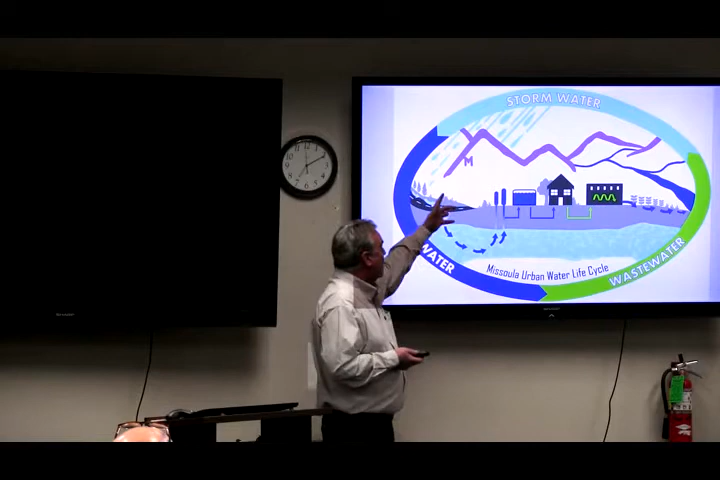 STORM WATER
M
WATER
WASTEWATER
Missoula Urban Water Life Cycle